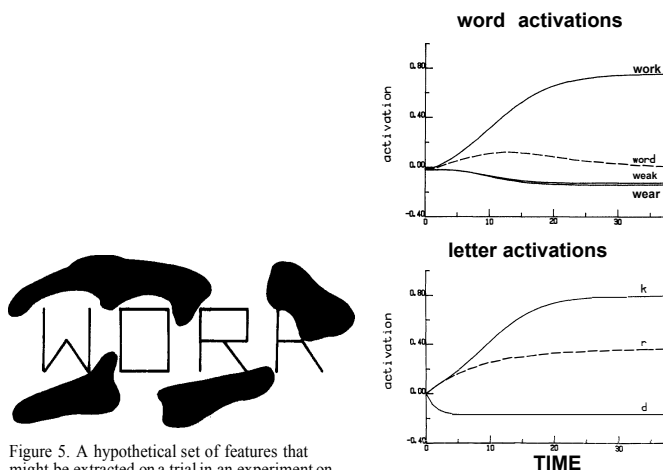 word activations
0.80
0.40
0.00
-0.40
activation
work
word
weak
wear
0 10 20 30
letter activations
0.80
0.40
0.00
-0.40
activation
k
r
d
0 10 20 30
TIME
WOR
Figure 5. A hypothetical set of features that
might be extracted on a trial in an experiment on